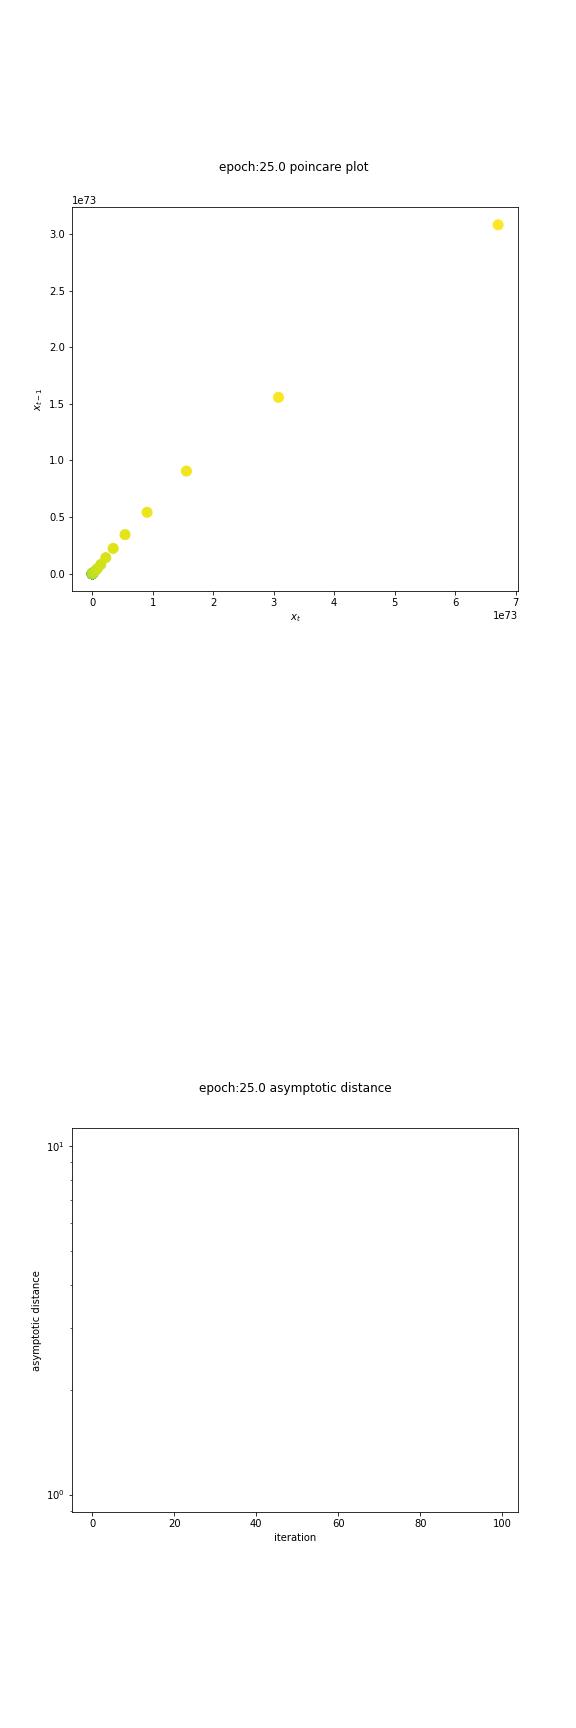 epoch:25.0 poincare plot
1e73
3.0
2.5
2.0
1.5
1.0
0.5
0.0
x_{t-1}
0 1 2 3 4 5 6 7
x_t
1e73
epoch:25.0 asymptotic distance
10^1
10^0
asymptotic distance
0 20 40 60 80 100
iteration